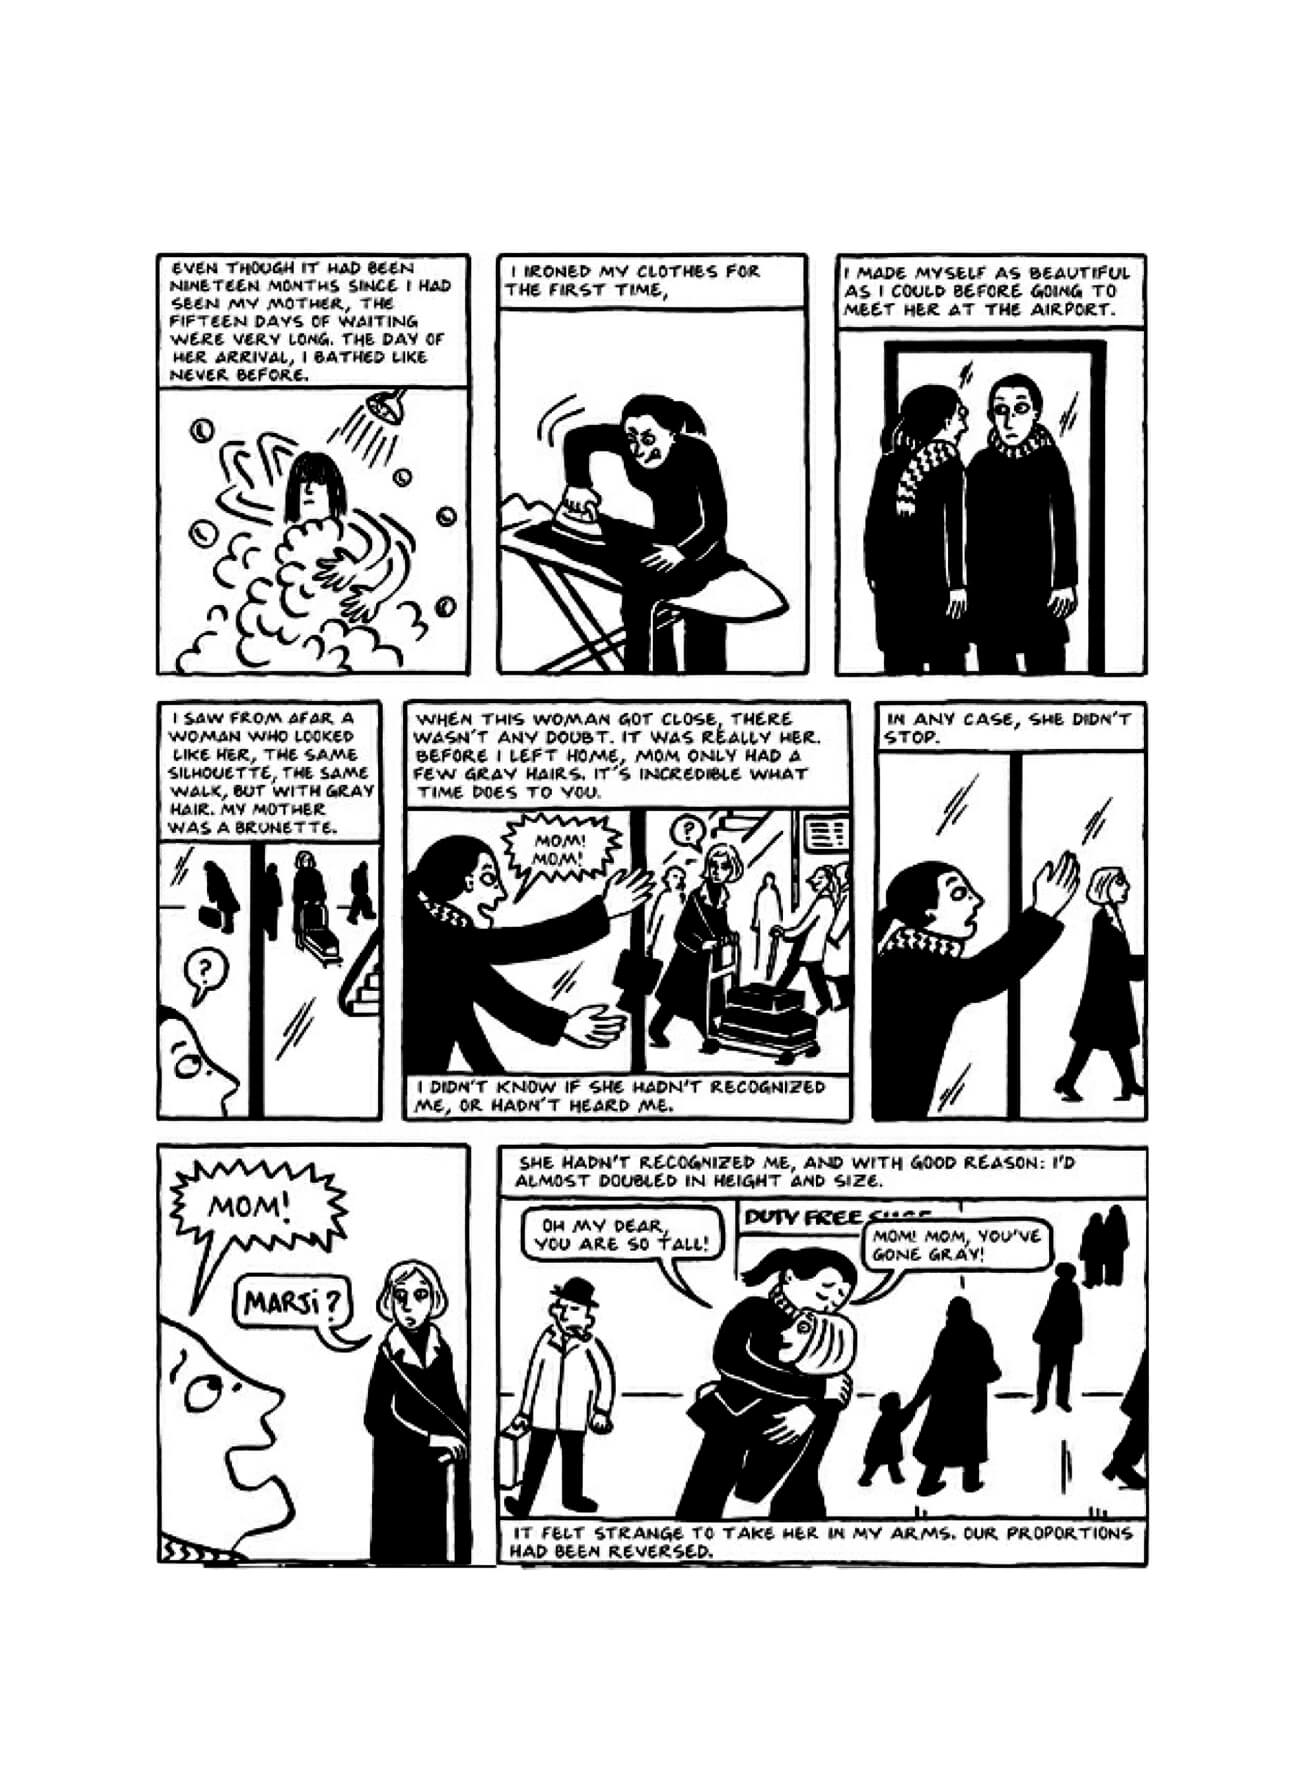 EVEN THOUGH IT HAD BEEN
NINETEEN MONTHS SINCE I HAD
SEEN MY MOTHER, THE
FIFTEEN DAYS OF WAITING
WERE VERY LONG. THE DAY OF
HER ARRIVAL, I BATHED LIKE
NEVER BEFORE.
I IRONED MY CLOTHES FOR
THE FIRST TIME,
I MADE MYSELF AS BEAUTIFUL
AS I COULD BEFORE GOING TO
MEET HER AT THE AIRPORT.
I SAW FROM AFAR A
WOMAN WHO LOOKED
LIKE HER, THE SAME
SILHOUETTE, THE SAME
WALK, BUT WITH GRAY
HAIR. MY MOTHER
WAS A BRUNETTE.
?
WHEN THIS WOMAN GOT CLOSE, THERE
WASN'T ANY DOUBT. IT WAS REALLY HER.
BEFORE I LEFT HOME, MOM ONLY HAD A
FEW GRAY HAIRS. IT'S INCREDIBLE WHAT
TIME DOES TO YOU.
MOM!
MOM!
?
I DIDN'T KNOW IF SHE HADN'T RECOGNIZED
ME, OR HADN'T HEARD ME.
IN ANY CASE, SHE DIDN'T
STOP.
MOM!
MARJI?
SHE HADN'T RECOGNIZED ME, AND WITH GOOD REASON: I'D
ALMOST DOUBLED IN HEIGHT AND SIZE.
OH MY DEAR,
YOU ARE SO TALL!
DUTY FREE
MOM! MOM, YOU'VE
GONE GRAY!
IT FELT STRANGE TO TAKE HER IN MY ARMS. OUR PROPORTIONS
HAD BEEN REVERSED.